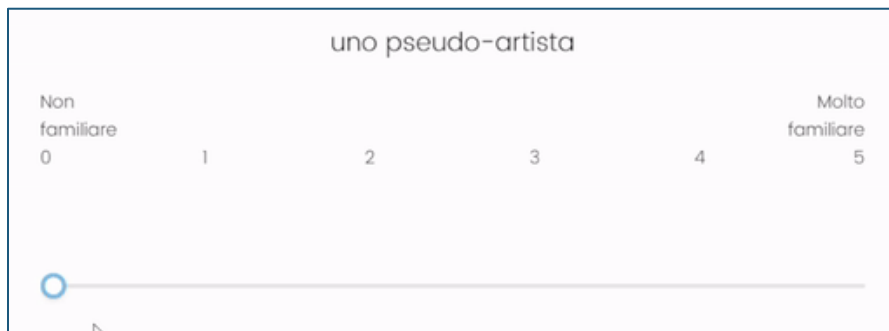 uno pseudo-artista
Non Molto
familiare familiare
0 1 2 3 4 5